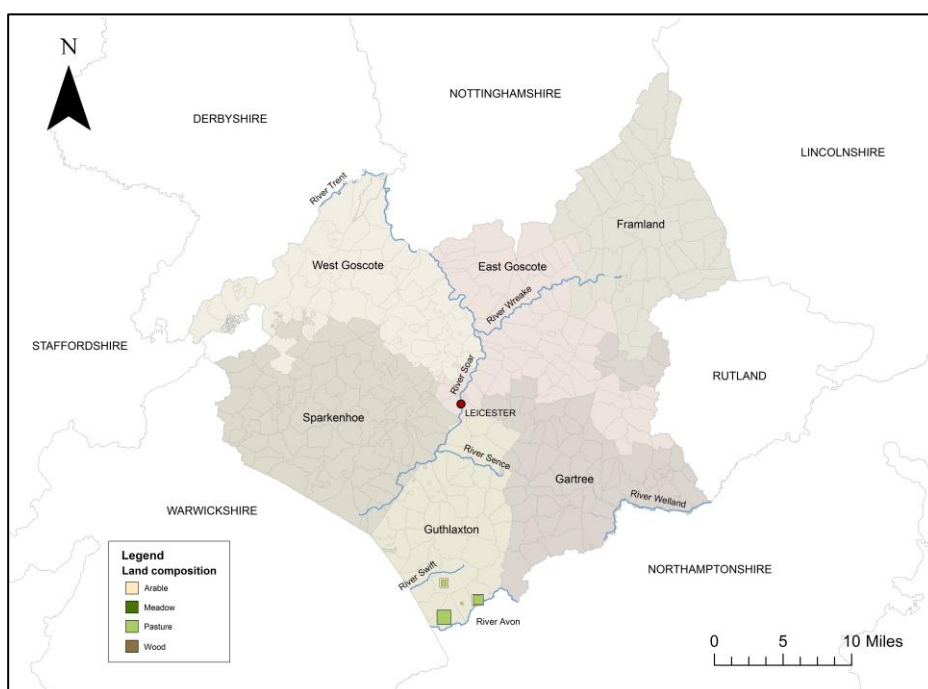 N
NOTTINGHAMSHIRE
DERBYSHIRE
LINCOLNSHIRE
River Trent
Framland
West Goscote
East Goscote
River Wreake
STAFFORDSHIRE
River Soar
RUTLAND
LEICESTER
Sparkenhoe
River Sence
Gartree
River Welland
WARWICKSHIRE
Guthlaxton
Legend
Land composition
Arable
Meadow
Pasture
Wood
River Swift
NORTHAMPTONSHIRE
River Avon
0 5 10 Miles